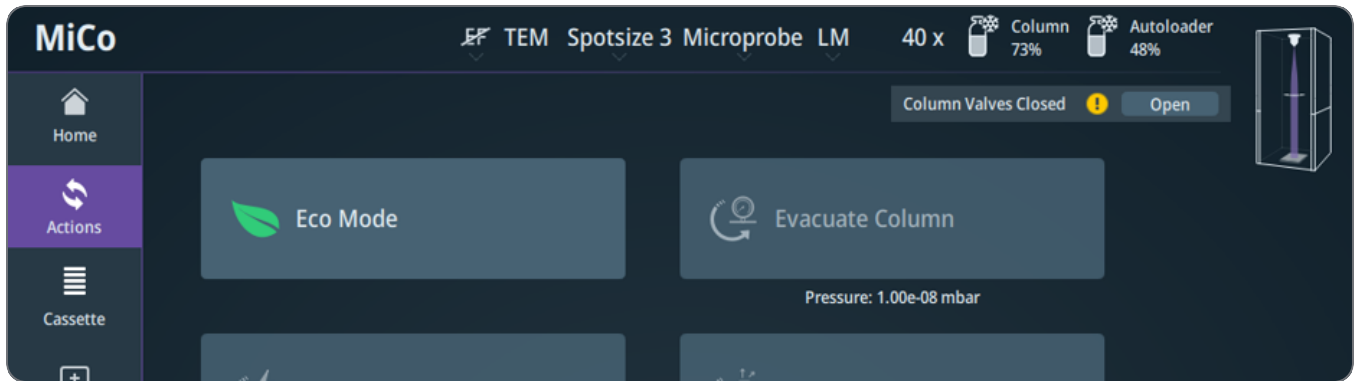 MiCo
EF TEM Spotsize 3 Microprobe LM 40 x Column 73% Autoloader 48%
Column Valves Closed ! Open
Home
Actions
Cassette
Eco Mode
Evacuate Column
Pressure: 1.00e-08 mbar